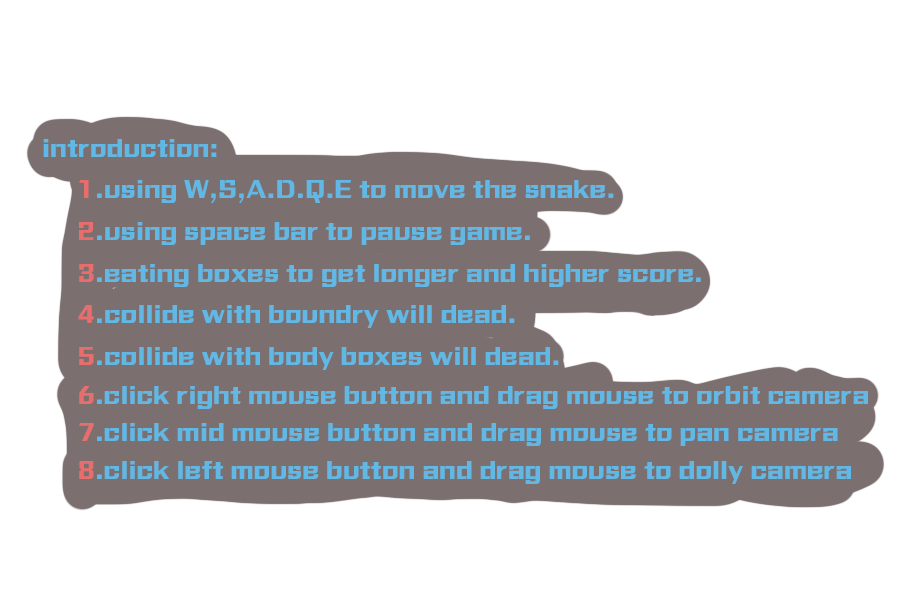 introduction:
1.using W,S,A.D.Q.E to move the snake.
2.using space bar to pause game.
3.eating boxes to get longer and higher score.
4.collide with boundry will dead.
5.collide with body boxes will dead.
6.click right mouse button and drag mouse to orbit camera
7.click mid mouse button and drag mouse to pan camera
8.click left mouse button and drag mouse to dolly camera